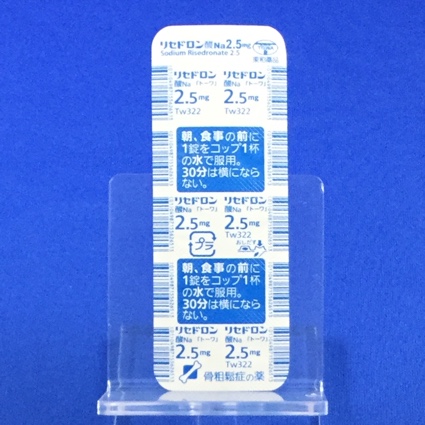 リセドロン酸Na2.5mg
Sodium Risedronate 2.5
東和薬品
リセドロン リセドロン
酸Na「トーワ」 酸Na「トーワ」
2.5mg 2.5mg
Tw322 Tw322
朝、食事の前に
1錠をコップ1杯
の水で服用。
30分は横になら
ない。
リセドロン リセドロン
酸Na「トーワ」 酸Na「トーワ」
2.5mg 2.5mg
プラ Tw322
おしだす
朝、食事の前に
1錠をコップ1杯
の水で服用。
30分は横になら
ない。
リセドロン リセドロン
酸Na「トーワ」 酸Na「トーワ」
2.5mg 2.5mg
Tw322
骨粗鬆症の薬